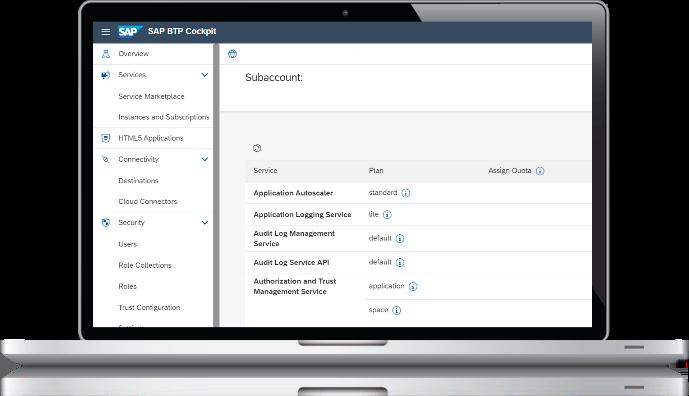 SAP SAP BTP Cockpit
Overview
Services
Service Marketplace
Instances and Subscriptions
HTML5 Applications
Connectivity
Destinations
Cloud Connectors
Security
Users
Role Collections
Roles
Trust Configuration
Subaccount:
Service Plan Assign Quota
Application Autoscaler standard
Application Logging Service lite
Audit Log Management
Service default
Audit Log Service API default
Authorization and Trust
Management Service application
space